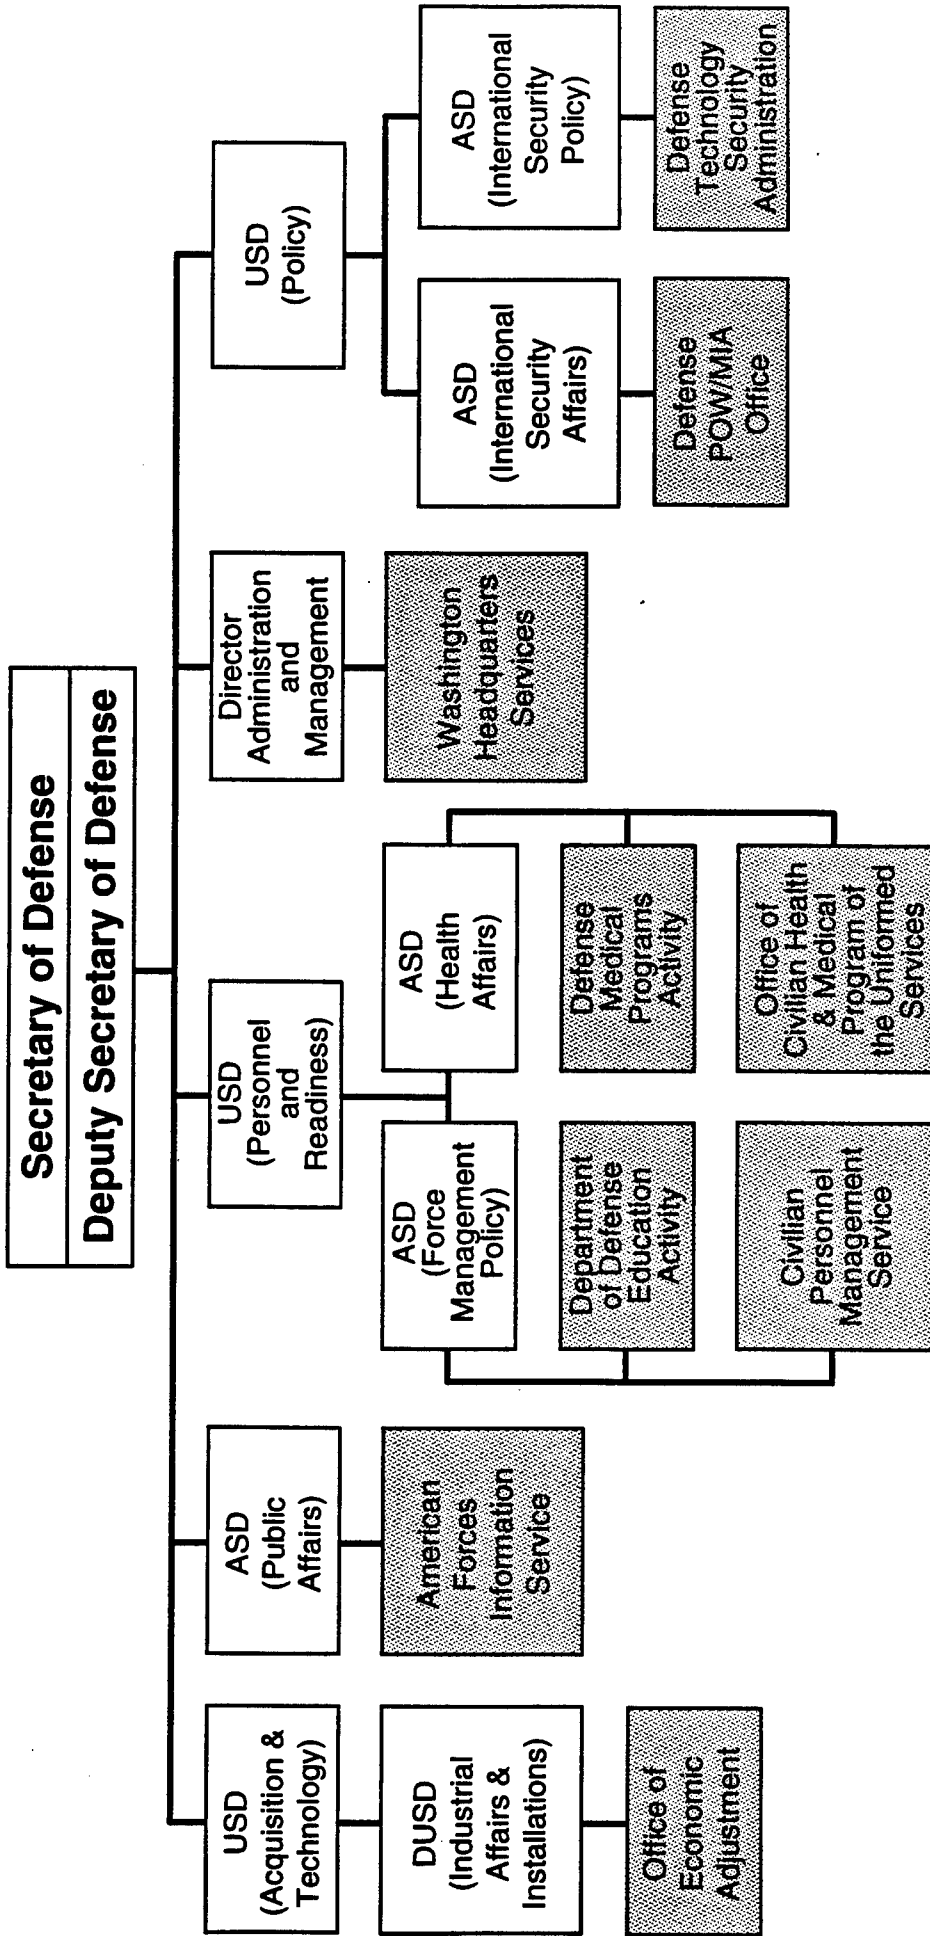 Secretary of Defense
Deputy Secretary of Defense
USD
(Acquisition &
Technology)
DUSD
(Industrial
Affairs &
Installations)
Office of
Economic
Adjustment
ASD
(Public
Affairs)
American
Forces
Information
Service
USD
(Personnel
and
Readiness)
ASD
(Force
Management
Policy)
Department
of Defense
Education
Activity
Civilian
Personnel
Management
Service
ASD
(Health
Affairs)
Defense
Medical
Programs
Activity
Office of
Civilian Health
& Medical
Program of
the Uniformed
Services
Director
Administration
and
Management
Washington
Headquarters
Services
USD
(Policy)
ASD
(International
Security
Affairs)
Defense
POW/MIA
Office
ASD
(International
Security
Policy)
Defense
Technology
Security
Administration